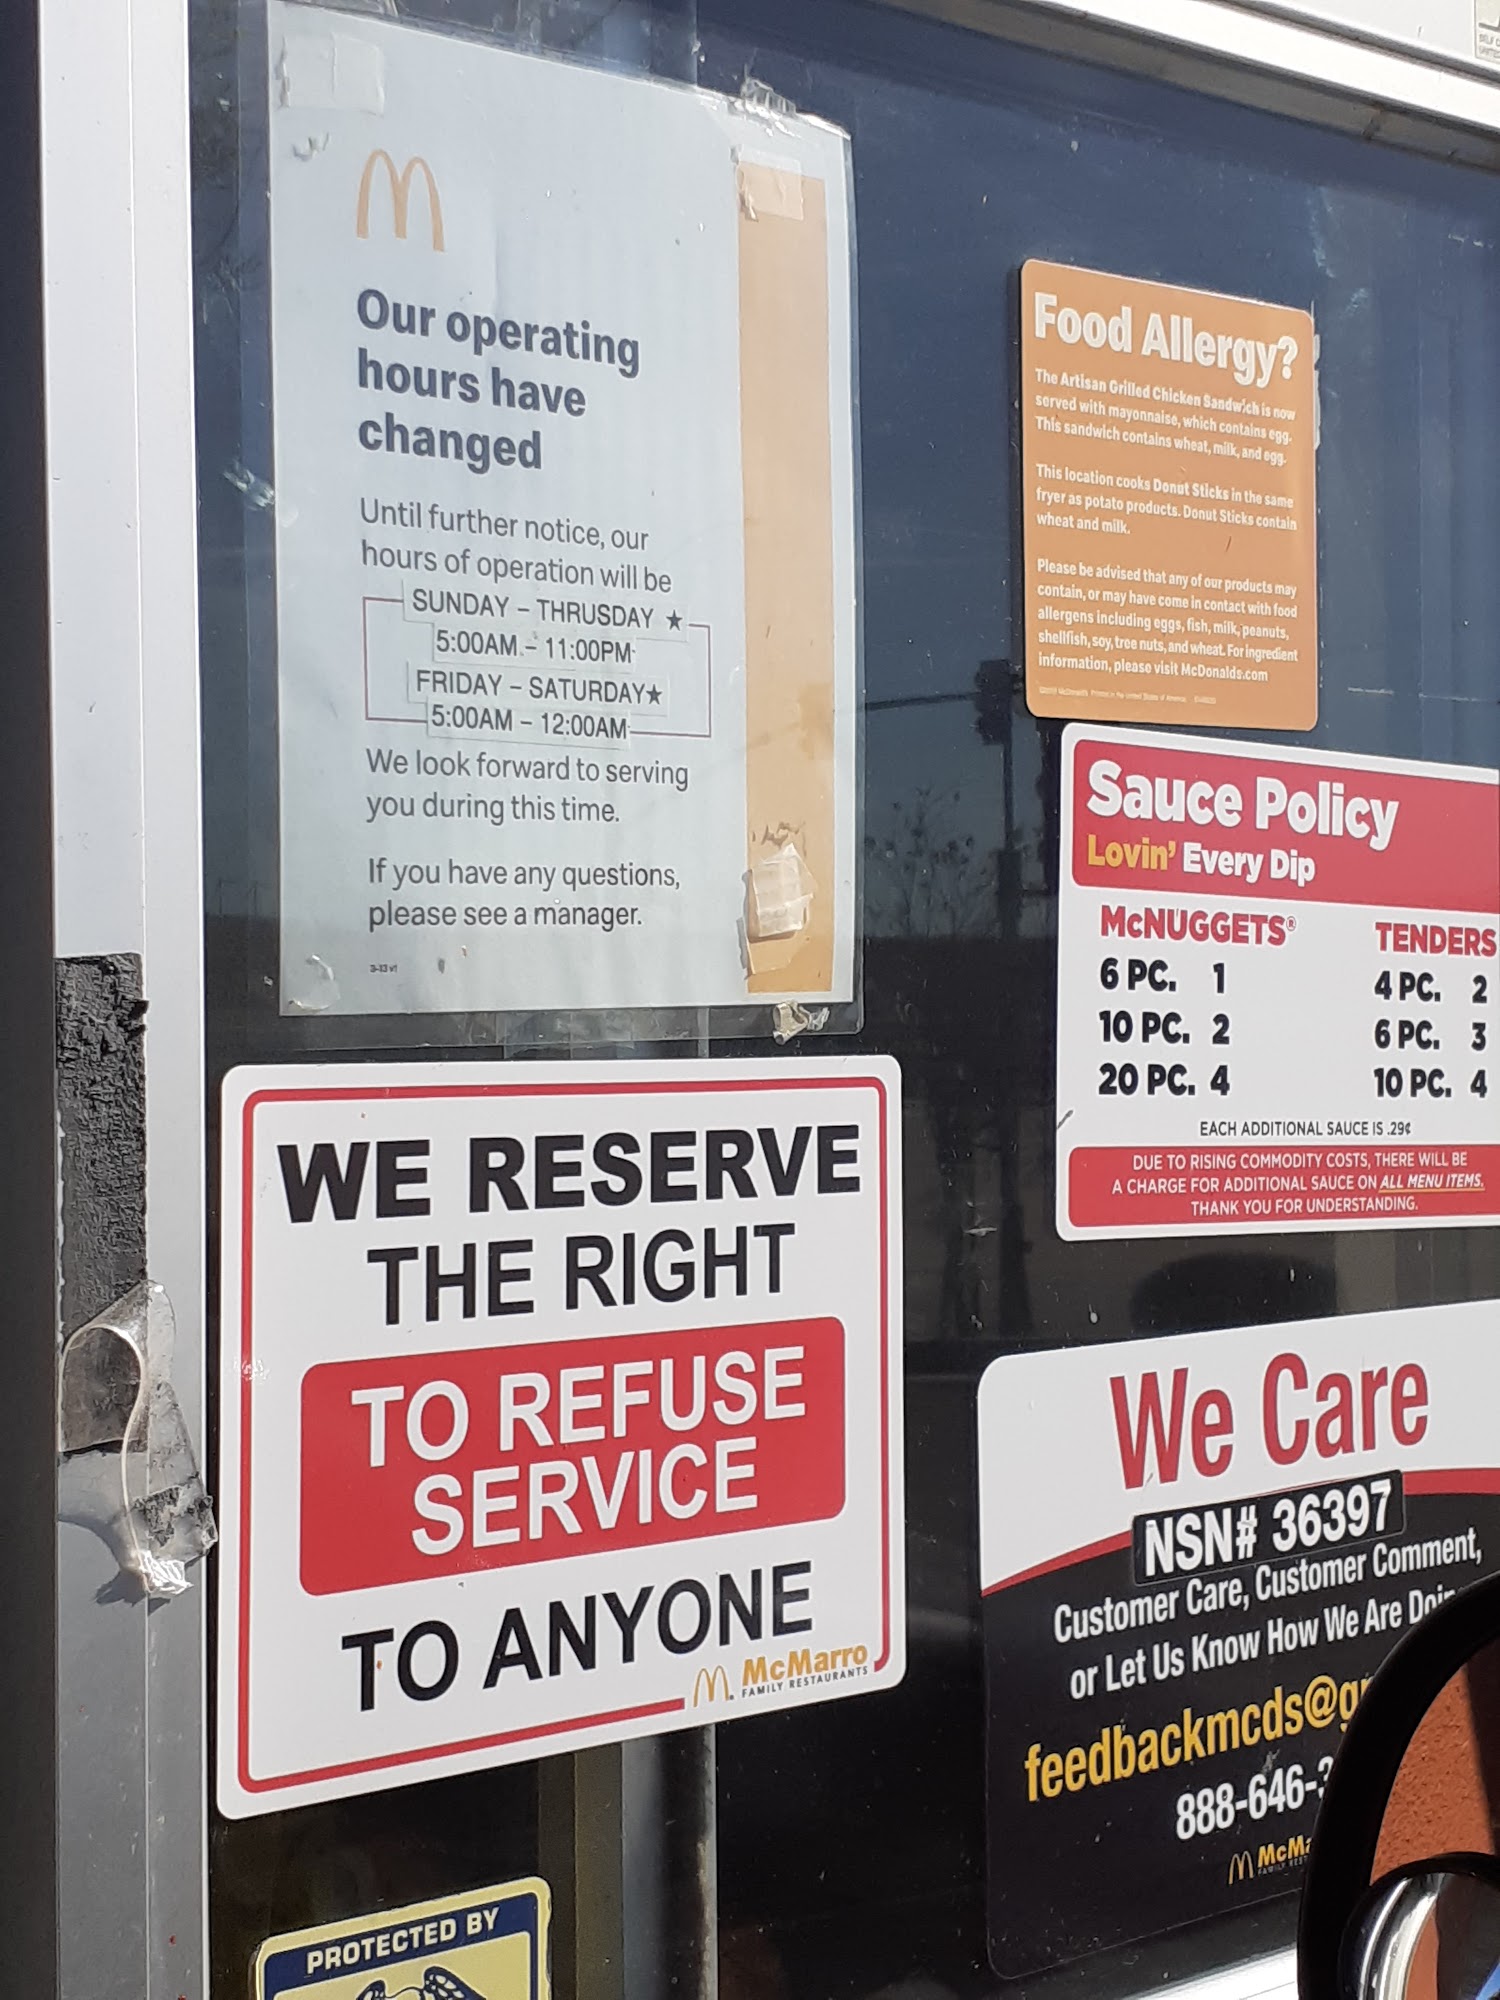 Our operating
hours have
changed
Until further notice, our
hours of operation will be
SUNDAY – THRUSDAY ★
5:00AM – 11:00PM
FRIDAY – SATURDAY★
5:00AM – 12:00AM
We look forward to serving
you during this time.
If you have any questions,
please see a manager.
3-13 v1
Food Allergy?
The Artisan Grilled Chicken Sandwich is now
served with mayonnaise, which contains egg.
This sandwich contains wheat, milk, and egg.
This location cooks Donut Sticks in the same
fryer as potato products. Donut Sticks contain
wheat and milk.
Please be advised that any of our products may
contain, or may have come in contact with food
allergens including eggs, fish, milk, peanuts,
shellfish, soy, tree nuts, and wheat. For ingredient
information, please visit McDonalds.com
Sauce Policy
Lovin' Every Dip
McNUGGETS® TENDERS
6 PC. 1 4 PC. 2
10 PC. 2 6 PC. 3
20 PC. 4 10 PC. 4
EACH ADDITIONAL SAUCE IS .29¢
DUE TO RISING COMMODITY COSTS, THERE WILL BE
A CHARGE FOR ADDITIONAL SAUCE ON ALL MENU ITEMS.
THANK YOU FOR UNDERSTANDING.
WE RESERVE
THE RIGHT
TO REFUSE
SERVICE
TO ANYONE
McMarro
FAMILY RESTAURANTS
We Care
NSN# 36397
Customer Care, Customer Comment,
or Let Us Know How We Are
feedbackmcds@
888-646-
PROTECTED BY